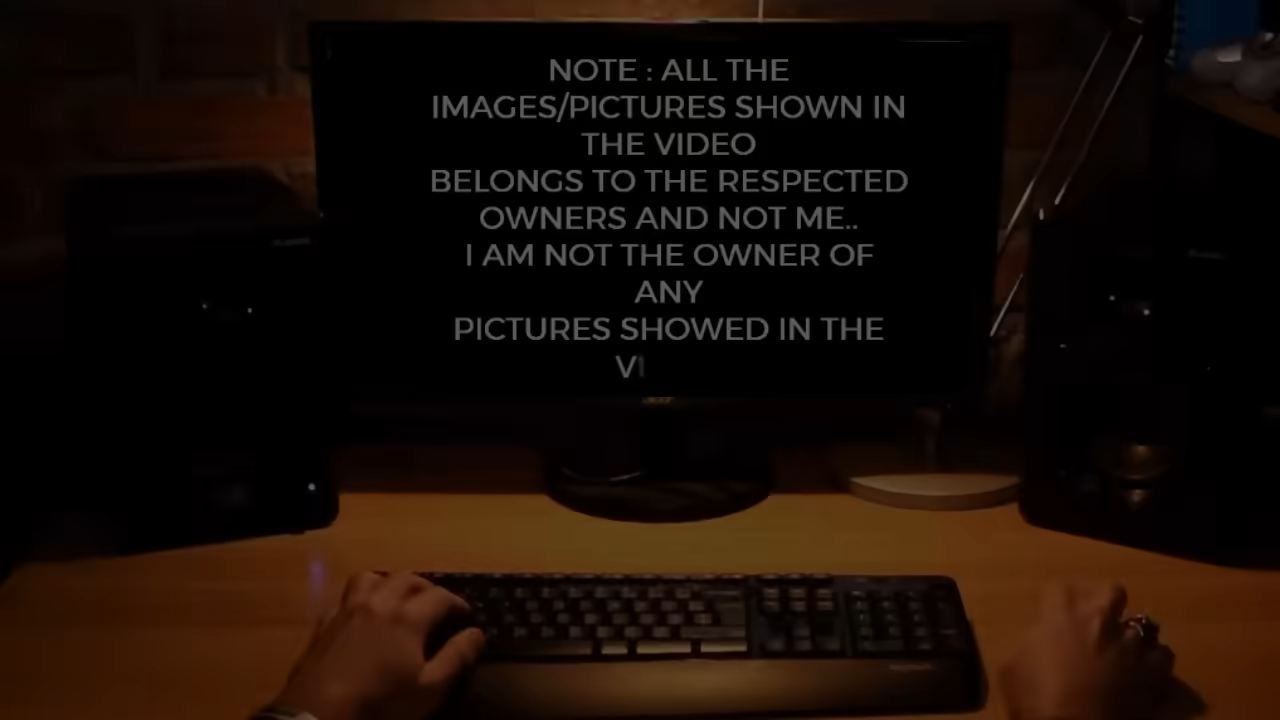 NOTE : ALL THE
IMAGES/PICTURES SHOWN IN
THE VIDEO
BELONGS TO THE RESPECTED
OWNERS AND NOT ME..
I AM NOT THE OWNER OF
ANY
PICTURES SHOWED IN THE
VI